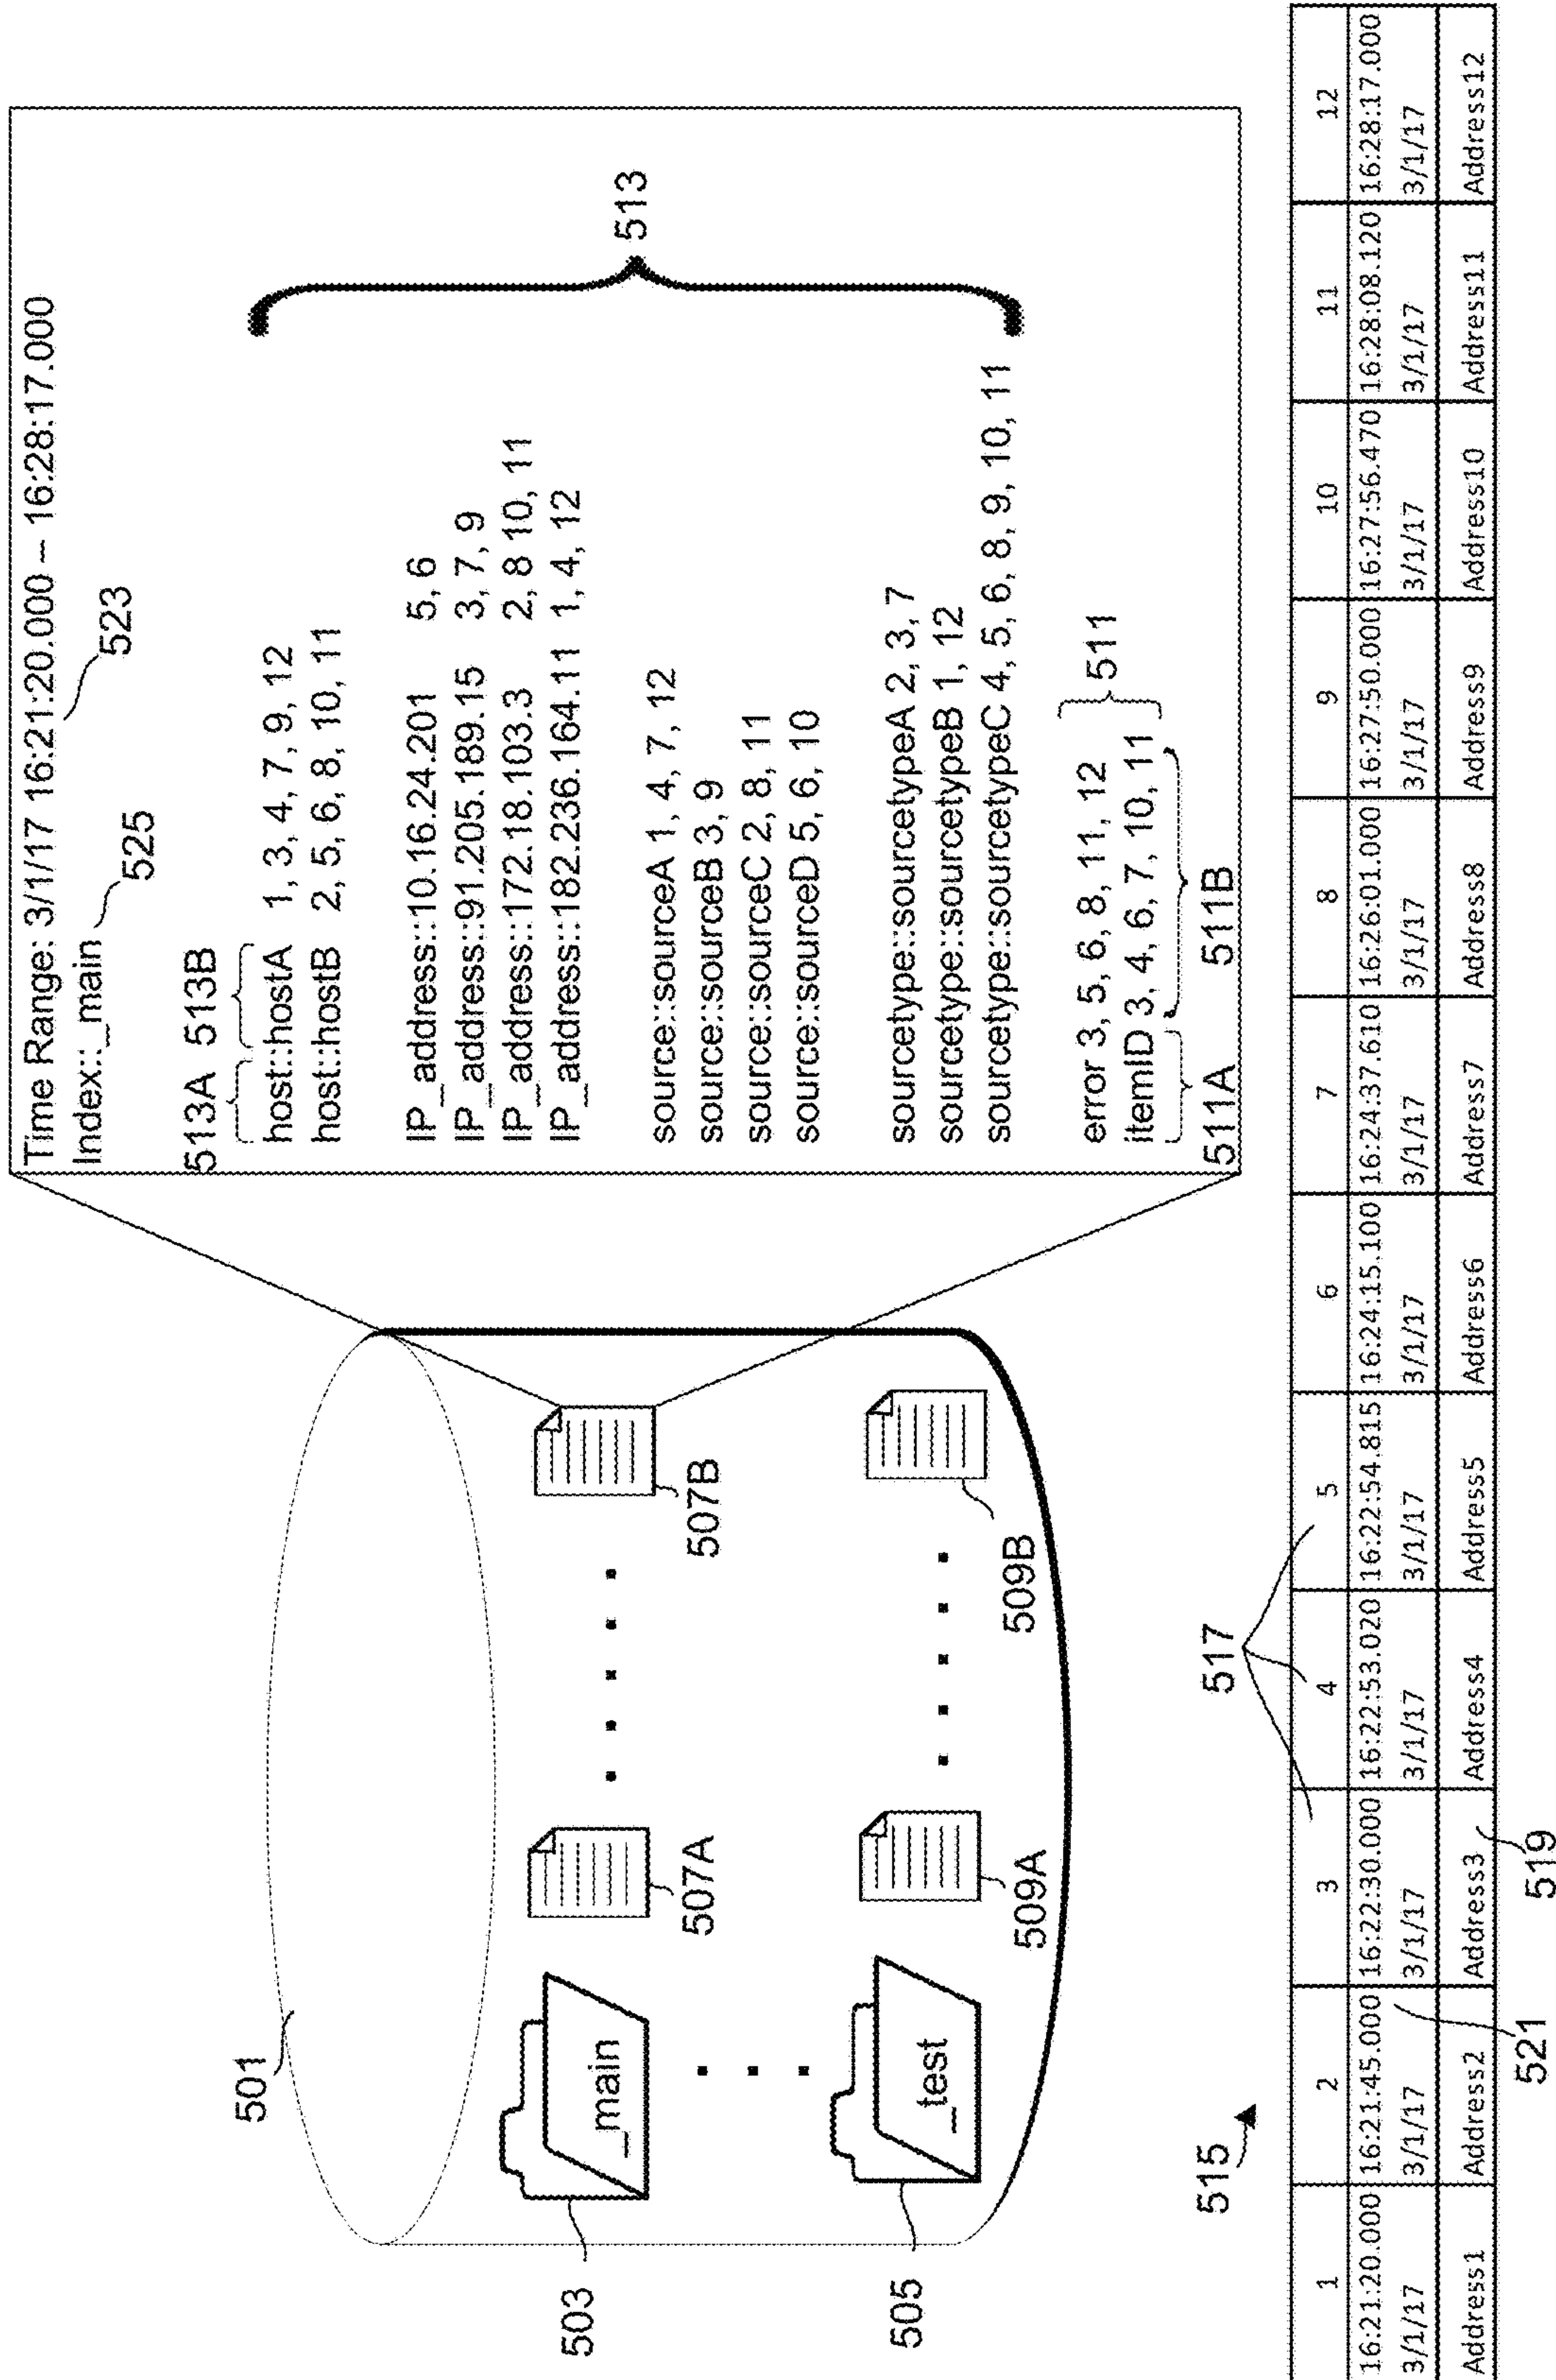 501
503
_main
507A
507B
505
_test
509A
509B
Time Range: 3/1/17 16:21:20.000 – 16:28:17.000
Index::_main
523
525
513A 513B
host::hostA 1, 3, 4, 7, 9, 12
host::hostB 2, 5, 6, 8, 10, 11
IP_address::10.16.24.201 5, 6
IP_address::91.205.189.15 3, 7, 9
IP_address::172.18.103.3 2, 8 10, 11
IP_address::182.236.164.11 1, 4, 12
513
source::sourceA 1, 4, 7, 12
source::sourceB 3, 9
source::sourceC 2, 8, 11
source::sourceD 5, 6, 10
sourcetype::sourcetypeA 2, 3, 7
sourcetype::sourcetypeB 1, 12
sourcetype::sourcetypeC 4, 5, 6, 8, 9, 10, 11
error 3, 5, 6, 8, 11, 12
itemID 3, 4, 6, 7, 10, 11
511
511A 511B
515
517
1 2 3 4 5 6 7 8 9 10 11 12
16:21:20.000 16:21:45.000 16:22:30.000 16:22:53.020 16:22:54.815 16:24:15.100 16:24:37.610 16:26:01.000 16:27:50.000 16:27:56.470 16:28:08.120 16:28:17.000
3/1/17 3/1/17 3/1/17 3/1/17 3/1/17 3/1/17 3/1/17 3/1/17 3/1/17 3/1/17 3/1/17 3/1/17
Address1 Address2 Address3 Address4 Address5 Address6 Address7 Address8 Address9 Address10 Address11 Address12
521
519